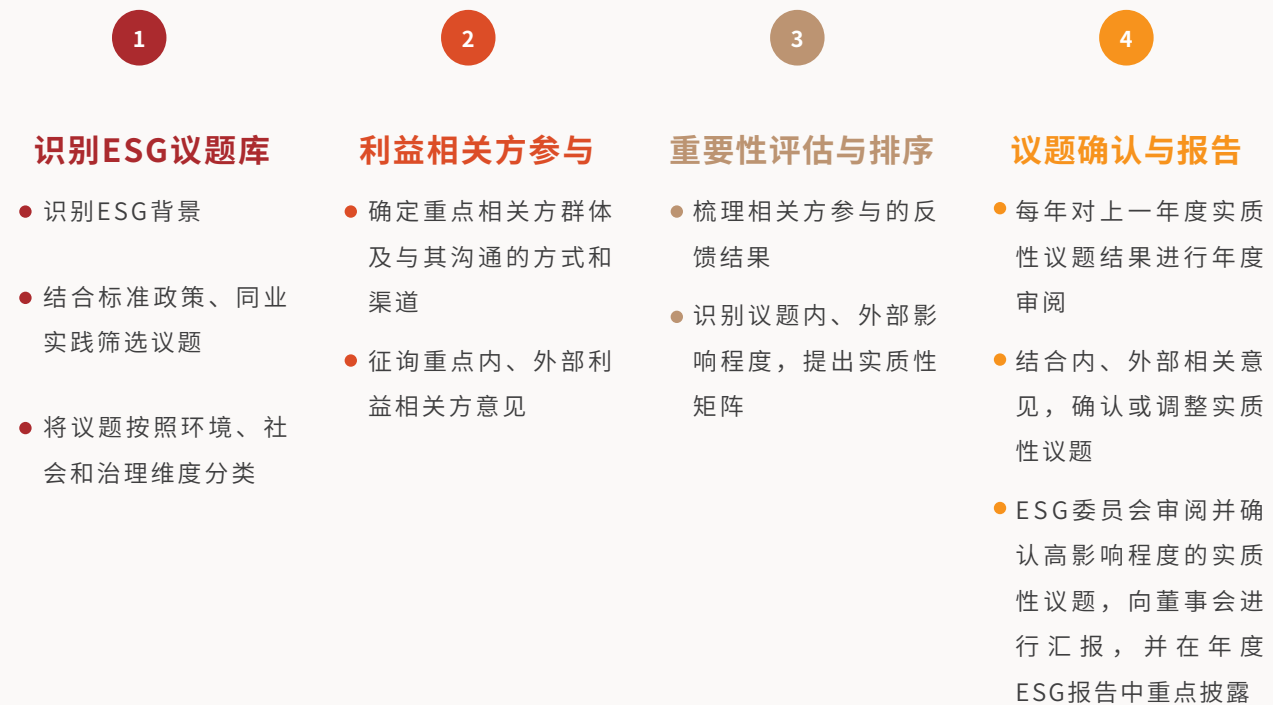 1
识别ESG议题库
识别ESG背景
结合标准政策、同业
实践筛选议题
将议题按照环境、社
会和治理维度分类
2
利益相关方参与
确定重点相关方群体
及与其沟通的方式和
渠道
征询重点内、外部利
益相关方意见
3
重要性评估与排序
梳理相关方参与的反
馈结果
识别议题内、外部影
响程度，提出实质性
矩阵
4
议题确认与报告
每年对上一年度实质
性议题结果进行年度
审阅
结合内、外部相关意
见，确认或调整实质
性议题
ESG委员会审阅并确
认高影响程度的实质
性议题，向董事会进
行汇报，并在年度
ESG报告中重点披露